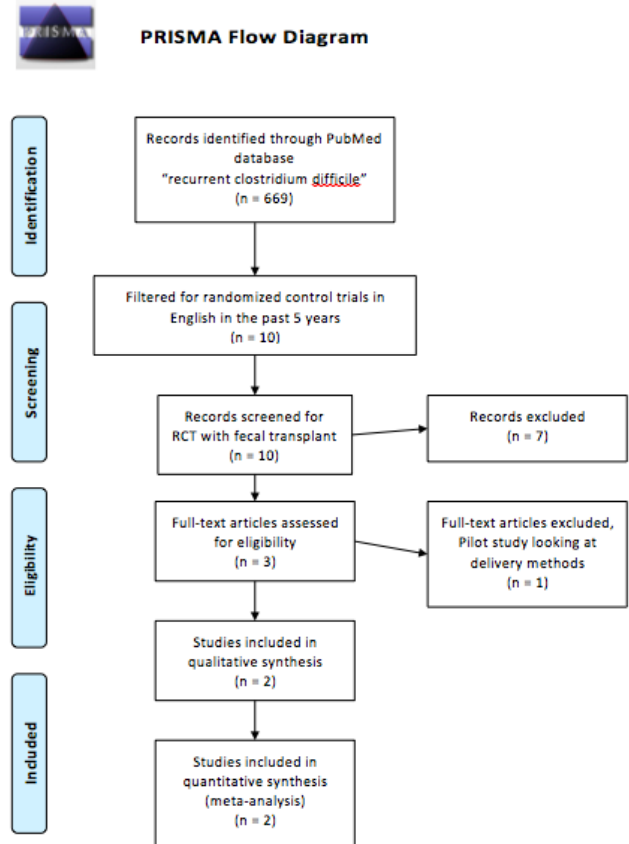 PRISMA
PRISMA Flow Diagram
Identification
Records identified through PubMed
database
"recurrent clostridium difficile"
(n = 669)
Filtered for randomized control trials in
English in the past 5 years
(n = 10)
Screening
Records screened for
RCT with fecal transplant
(n = 10)
Records excluded
(n = 7)
Eligibility
Full-text articles assessed
for eligibility
(n = 3)
Full-text articles excluded,
Pilot study looking at
delivery methods
(n = 1)
Studies included in
qualitative synthesis
(n = 2)
Included
Studies included in
quantitative synthesis
(meta-analysis)
(n = 2)